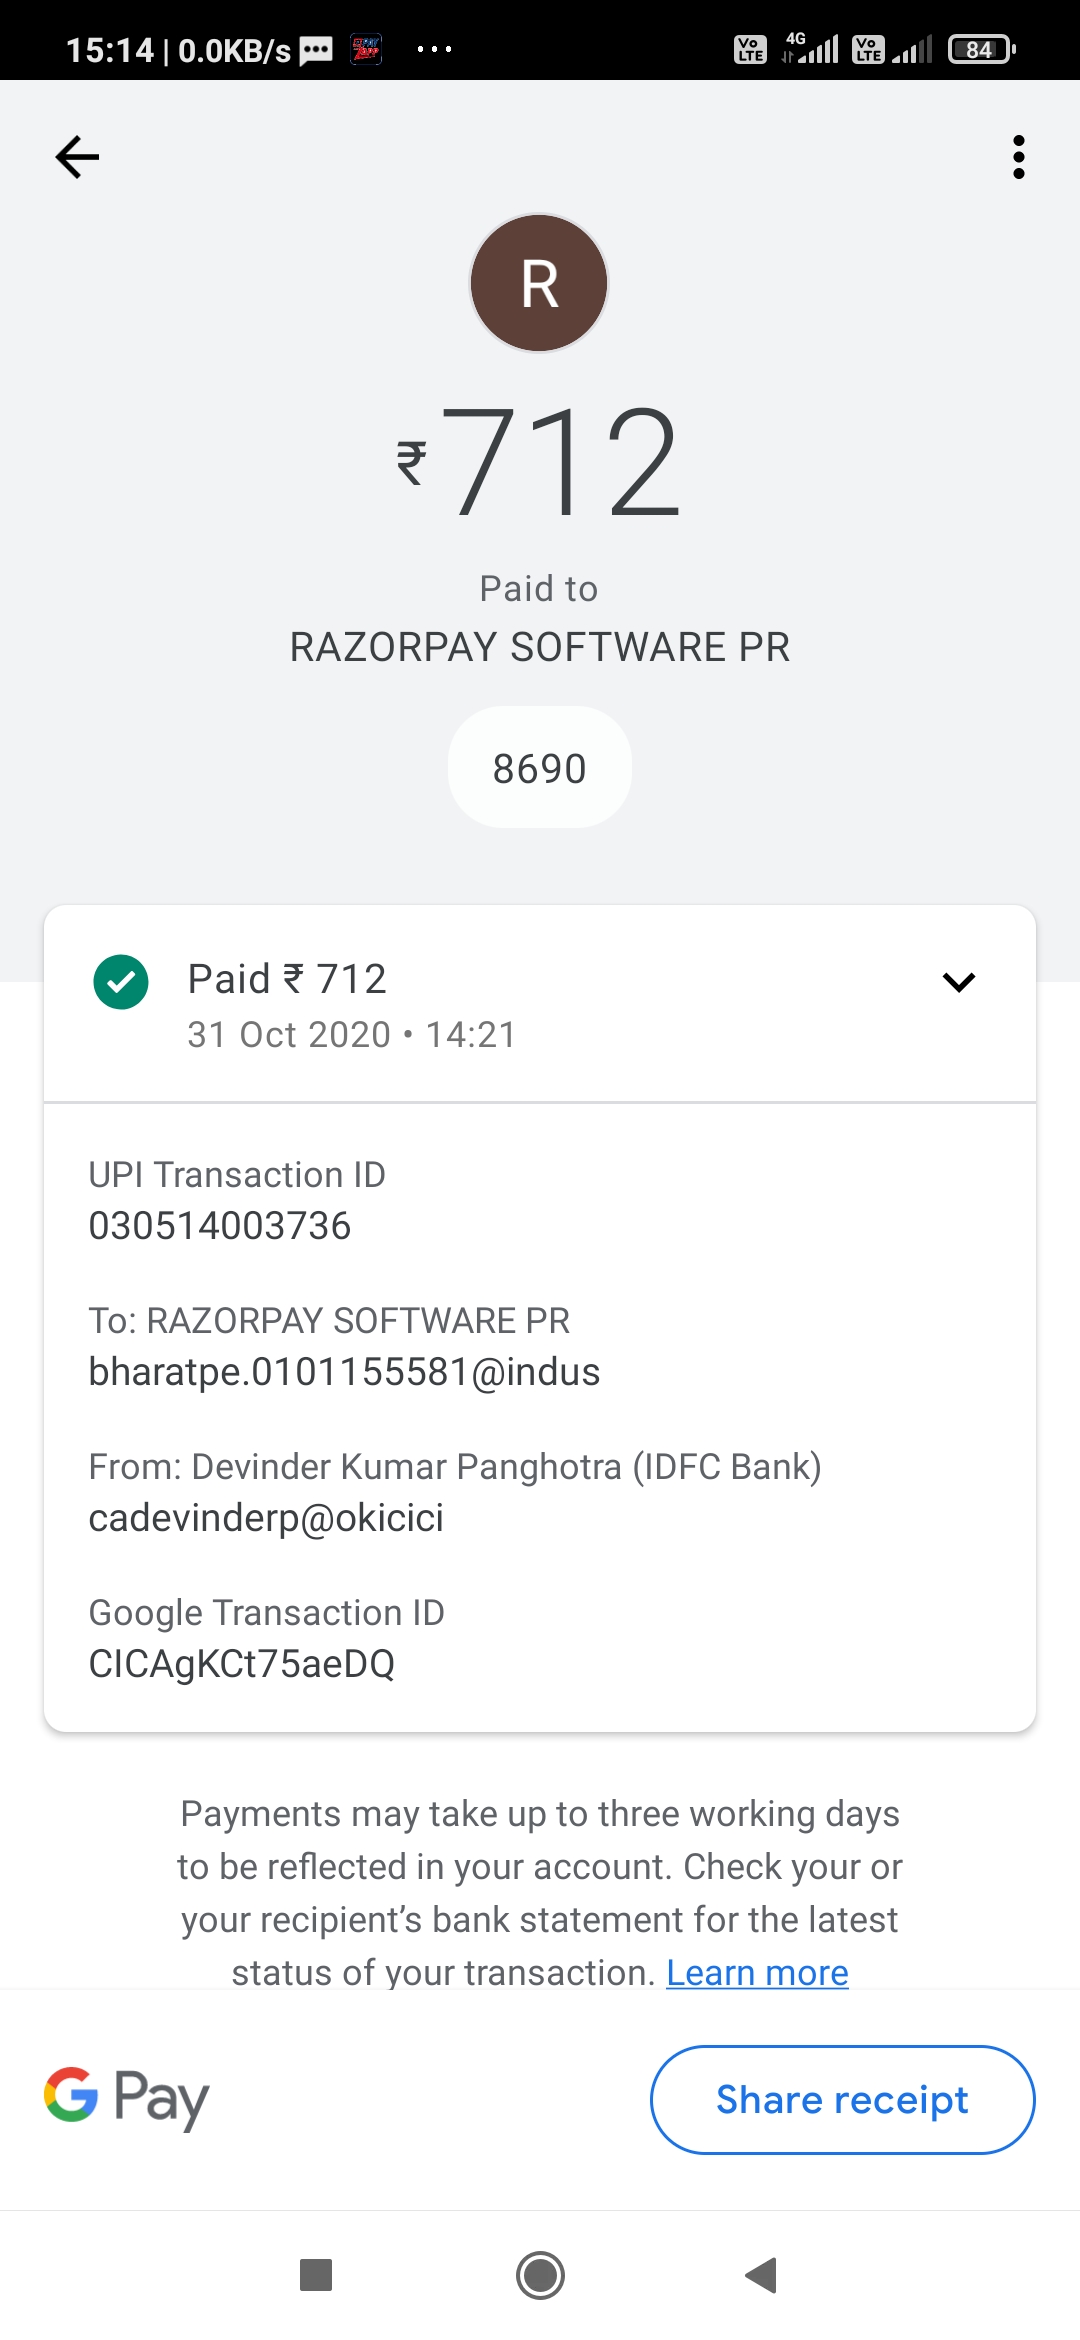 15:14 | 0.0KB/s
Vo LTE 4G Vo LTE 84
R
₹712
Paid to
RAZORPAY SOFTWARE PR
8690
Paid ₹ 712
31 Oct 2020 • 14:21
UPI Transaction ID
030514003736
To: RAZORPAY SOFTWARE PR
bharatpe.0101155581@indus
From: Devinder Kumar Panghotra (IDFC Bank)
cadevinderp@okicici
Google Transaction ID
CICAgKCt75aeDQ
Payments may take up to three working days
to be reflected in your account. Check your or
your recipient’s bank statement for the latest
status of your transaction. Learn more
G Pay
Share receipt